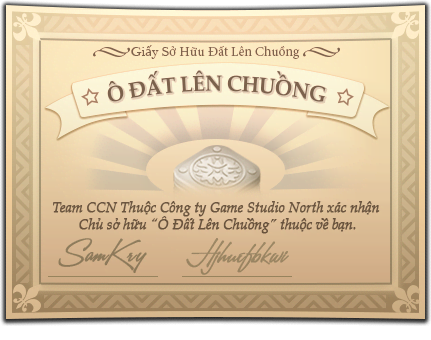 Giấy Sở Hữu Đất Lên Chuồng
Ô ĐẤT LÊN CHUỒNG
Team CCN Thuộc Công ty Game Studio North xác nhận
Chủ sở hữu "Ô Đất Lên Chuồng" thuộc về bạn.
SamKry